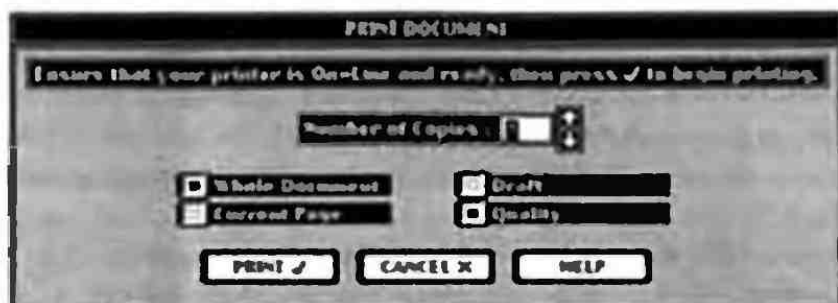 PRINT DOCUMENT
Ensure that your printer is On-Line and ready, then press ✓ to begin printing.
Number of Copies :
Whole Document
Draft
Current Page
Quality
PRINT ✓
CANCEL X
HELP